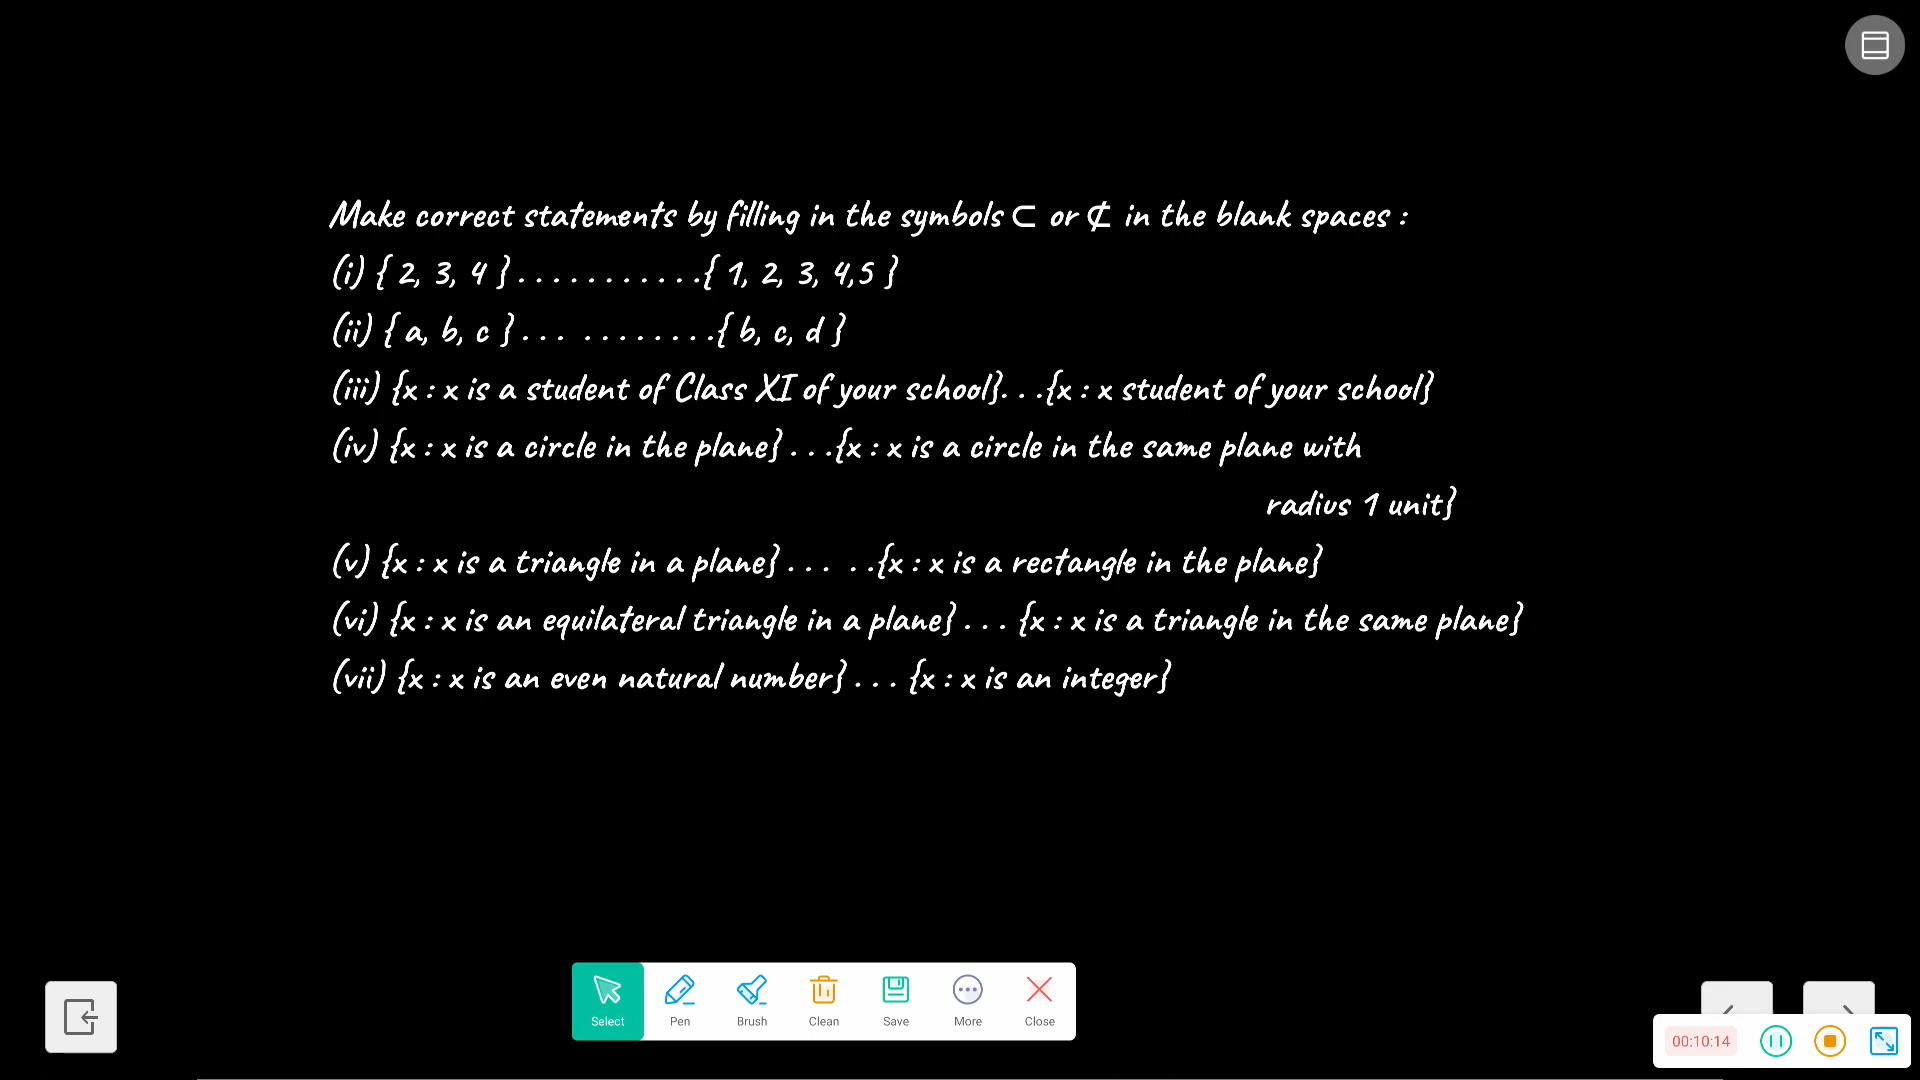 Make correct statements by filling in the symbols ⊂ or ⊄ in the blank spaces :
(i) { 2, 3, 4 } . . . . . . . . . . . .{ 1, 2, 3, 4,5 }
(ii) { a, b, c } . . .  . . . . . . . . .{ b, c, d }
(iii) {x : x is a student of Class XI of your school}. . .{x : x student of your school}
(iv) {x : x is a circle in the plane} . . .{x : x is a circle in the same plane with
radius 1 unit}
(v) {x : x is a triangle in a plane} . . .  . .{x : x is a rectangle in the plane}
(vi) {x : x is an equilateral triangle in a plane} . . . {x : x is a triangle in the same plane}
(vii) {x : x is an even natural number} . . . {x : x is an integer}
Select Pen Brush Clean Save More Close
00:10:14